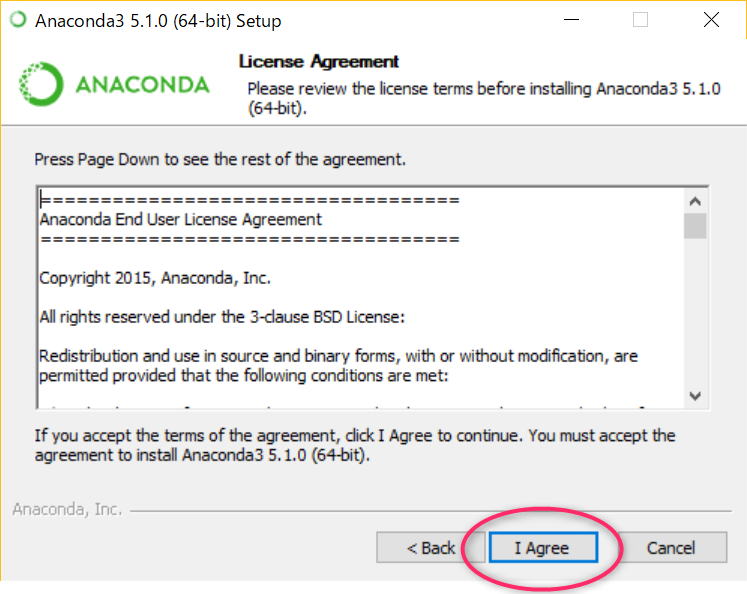 Anaconda3 5.1.0 (64-bit) Setup
ANACONDA
License Agreement
Please review the license terms before installing Anaconda3 5.1.0
(64-bit).
Press Page Down to see the rest of the agreement.
===================================
Anaconda End User License Agreement
===================================
Copyright 2015, Anaconda, Inc.
All rights reserved under the 3-clause BSD License:
Redistribution and use in source and binary forms, with or without modification, are
permitted provided that the following conditions are met:
If you accept the terms of the agreement, click I Agree to continue. You must accept the
agreement to install Anaconda3 5.1.0 (64-bit).
Anaconda, Inc.
< Back
I Agree
Cancel